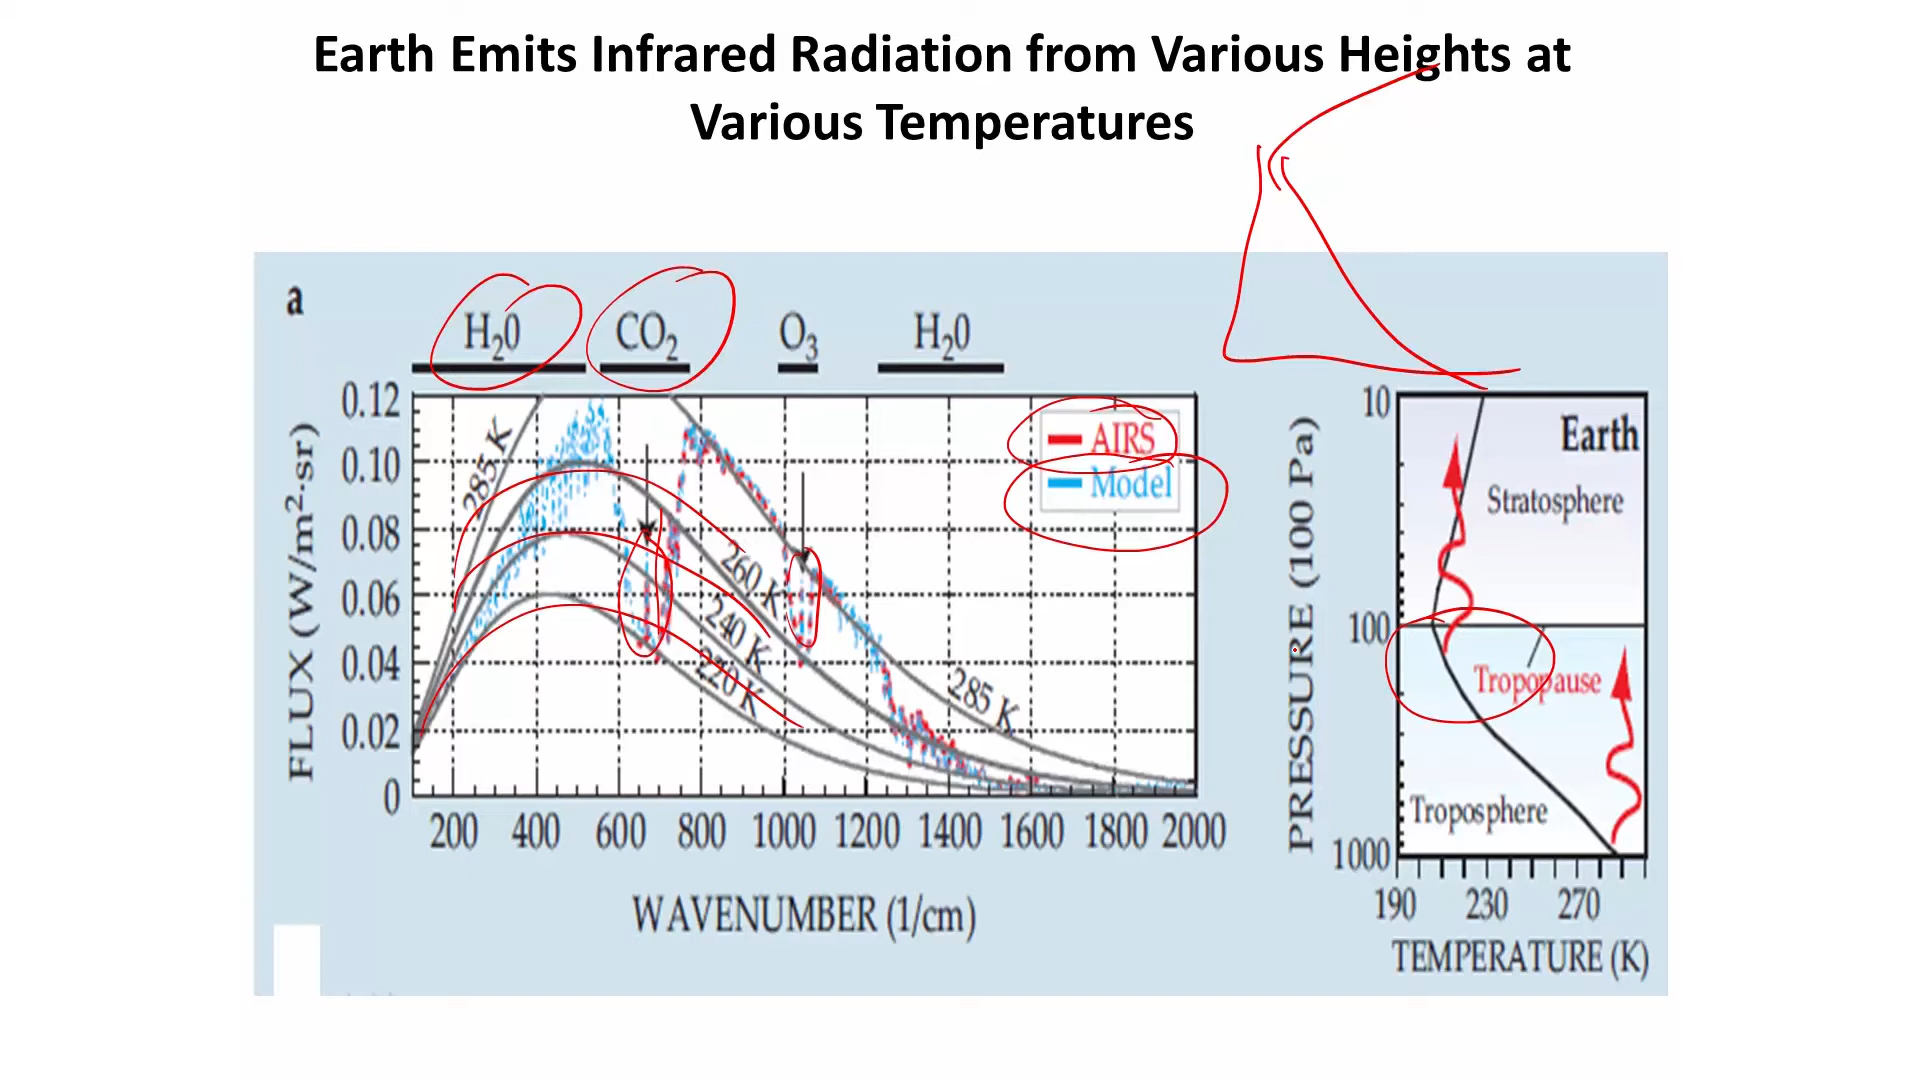 Earth Emits Infrared Radiation from Various Heights at
Various Temperatures
a
H₂0 CO₂ O₃ H₂0
0.12
0.10
0.08
0.06
0.04
0.02
0
FLUX (W/m²·sr)
285 K
260 K
240 K
220 K
285 K
AIRS
Model
200 400 600 800 1000 1200 1400 1600 1800 2000
WAVENUMBER (1/cm)
PRESSURE (100 Pa)
10
100
1000
Earth
Stratosphere
Tropopause
Troposphere
190 230 270
TEMPERATURE (K)